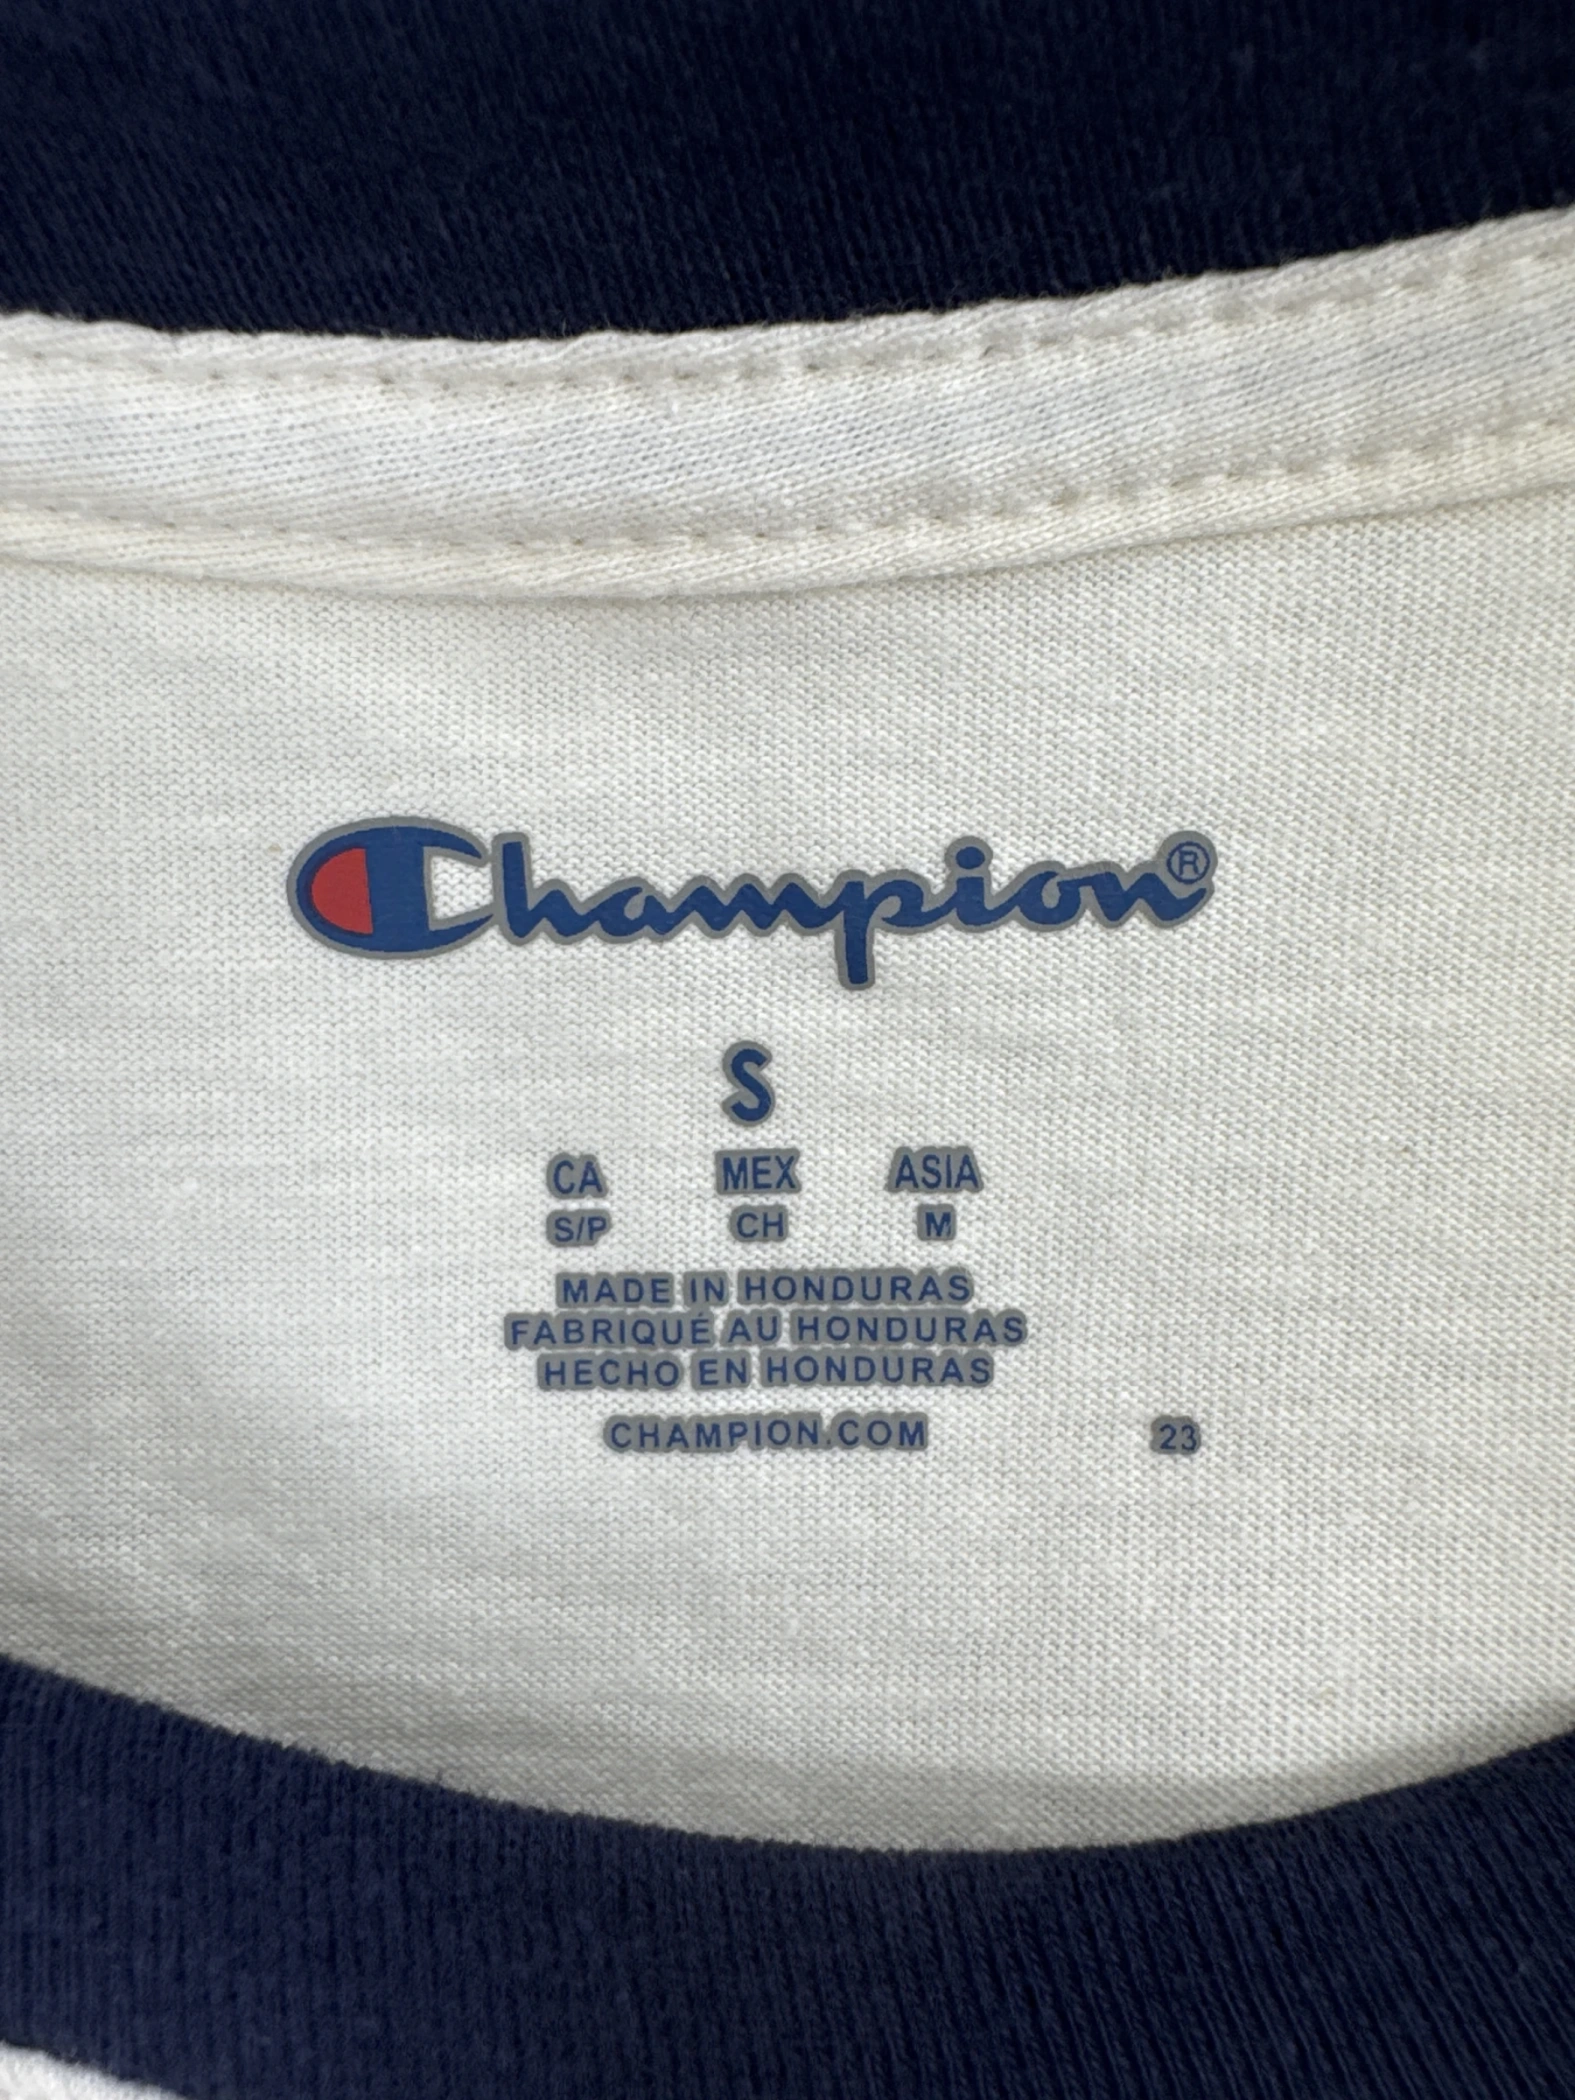 Champion®
S
CA MEX ASIA
S/P CH M
MADE IN HONDURAS
FABRIQUÉ AU HONDURAS
HECHO EN HONDURAS
CHAMPION.COM 23